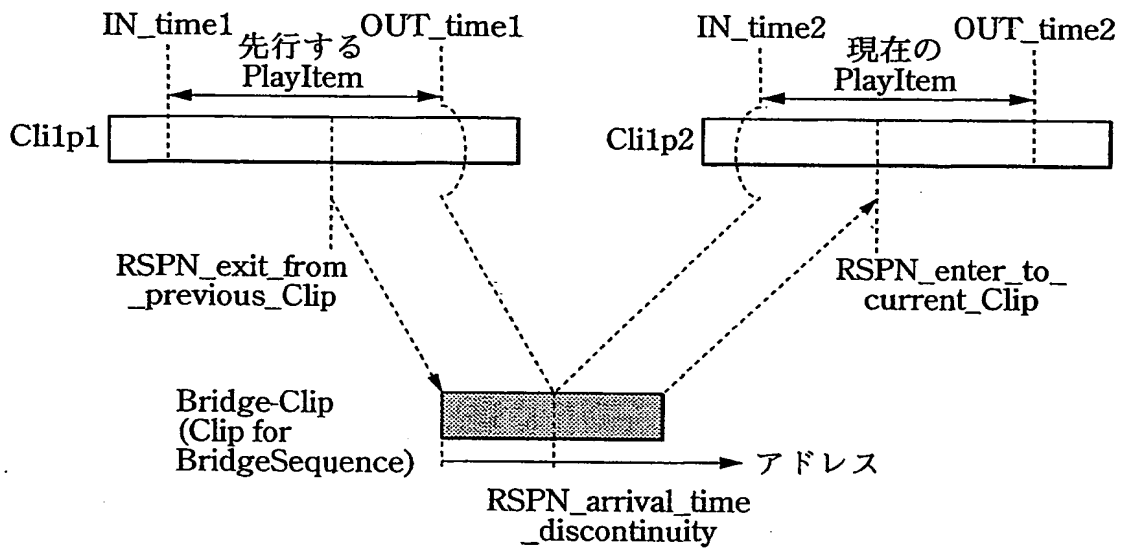 IN_time1
先行する
PlayItem
OUT_time1
IN_time2
現在の
PlayItem
OUT_time2
Cli1p1
Cli1p2
RSPN_exit_from
_previous_Clip
RSPN_enter_to_
current_Clip
Bridge-Clip
(Clip for
BridgeSequence)
アドレス
RSPN_arrival_time
_discontinuity